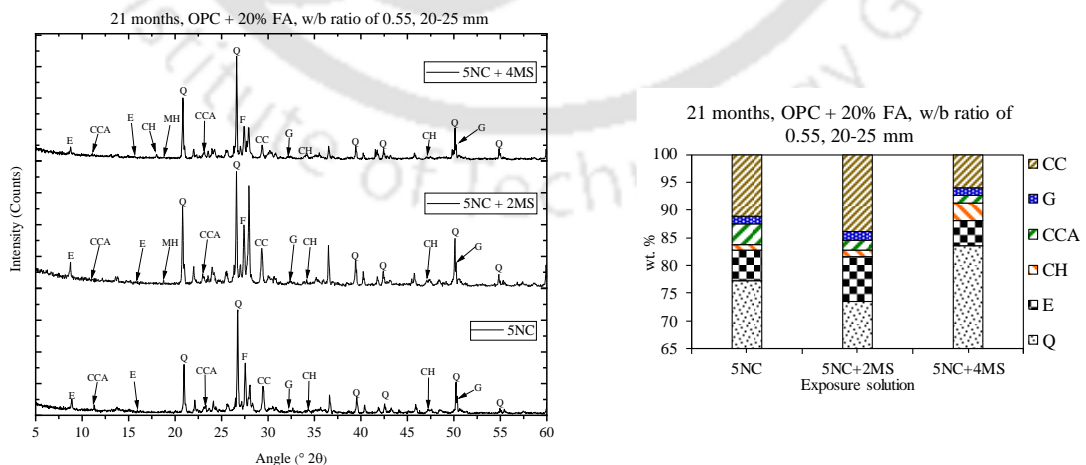 21 months, OPC + 20% FA, w/b ratio of 0.55, 20-25 mm
Intensity (Counts)
5NC + 4MS
E
CCA
E
CH
MH
Q
CCA
Q
F
CC
G
CH
Q
Q
CH
Q
G
Q
5NC + 2MS
E
CCA
E
MH
Q
CCA
Q
F
CC
G
CH
Q
Q
CH
Q
G
Q
5NC
E
CCA
E
Q
CCA
Q
F
CC
G
CH
Q
Q
CH
Q
G
Q
5 10 15 20 25 30 35 40 45 50 55 60
Angle (° 2θ)
21 months, OPC + 20% FA, w/b ratio of
0.55, 20-25 mm
wt. %
100
95
90
85
80
75
70
65
5NC 5NC+2MS 5NC+4MS
Exposure solution
CC
G
CCA
CH
E
Q
itute of Techn
ogy G